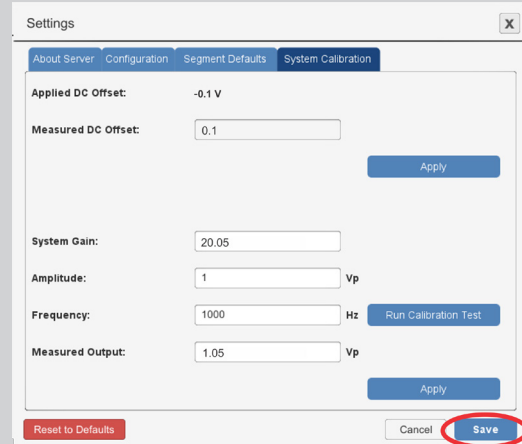 Settings
X
About Server Configuration Segment Defaults System Calibration
Applied DC Offset: -0.1 V
Measured DC Offset: 0.1
Apply
System Gain: 20.05
Amplitude: 1 Vp
Frequency: 1000 Hz Run Calibration Test
Measured Output: 1.05 Vp
Apply
Reset to Defaults Cancel Save